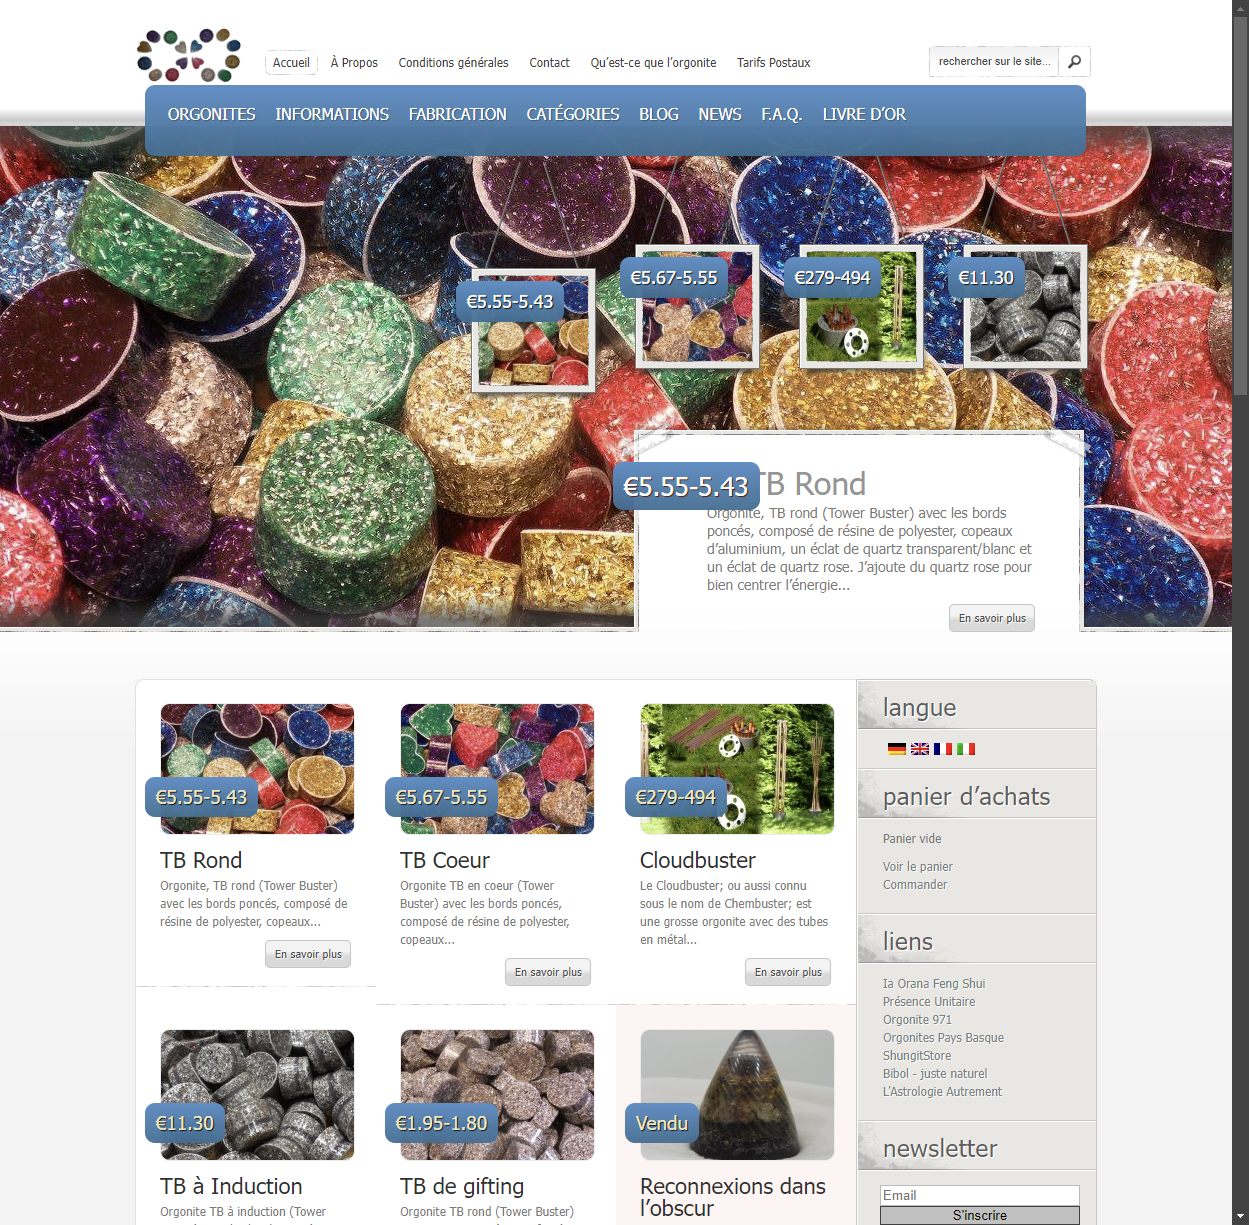 Accueil
À Propos
Conditions générales
Contact
Qu’est-ce que l’orgonite
Tarifs Postaux
rechercher sur le site...
ORGONITES
INFORMATIONS
FABRICATION
CATÉGORIES
BLOG
NEWS
F.A.Q.
LIVRE D’OR
€5.55-5.43
€5.67-5.55
€279-494
€11.30
€5.55-5.43
TB Rond
Orgonite, TB rond (Tower Buster) avec les bords
poncés, composé de résine de polyester, copeaux
d’aluminium, un éclat de quartz transparent/blanc et
un éclat de quartz rose. J’ajoute du quartz rose pour
bien centrer l’énergie...
En savoir plus
€5.55-5.43
TB Rond
Orgonite, TB rond (Tower Buster)
avec les bords poncés, composé de
résine de polyester, copeaux...
En savoir plus
€5.67-5.55
TB Coeur
Orgonite TB en coeur (Tower
Buster) avec les bords poncés,
composé de résine de polyester,
copeaux...
En savoir plus
€279-494
Cloudbuster
Le Cloudbuster; ou aussi connu
sous le nom de Chembuster; est
une grosse orgonite avec des tubes
en métal...
En savoir plus
€11.30
TB à Induction
Orgonite TB à induction (Tower
€1.95-1.80
TB de gifting
Orgonite TB rond (Tower Buster)
Vendu
Reconnexions dans
l’obscur
langue
panier d’achats
Panier vide
Voir le panier
Commander
liens
Ia Orana Feng Shui
Présence Unitaire
Orgonite 971
Orgonites Pays Basque
ShungitStore
Bibol - juste naturel
L'Astrologie Autrement
newsletter
Email
S'inscrire